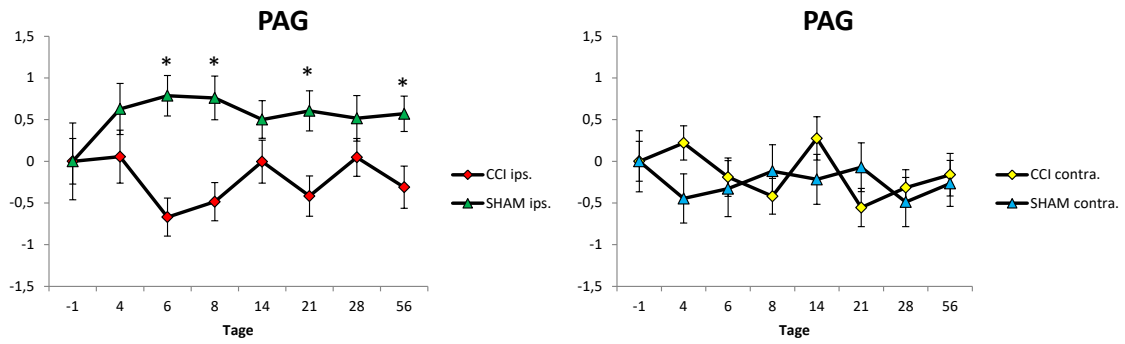 PAG
1,5
1
0,5
0
-0,5
-1
-1,5
* * * *
-1 4 6 8 14 21 28 56
Tage
CCI ips.
SHAM ips.
PAG
1,5
1
0,5
0
-0,5
-1
-1,5
-1 4 6 8 14 21 28 56
Tage
CCI contra.
SHAM contra.